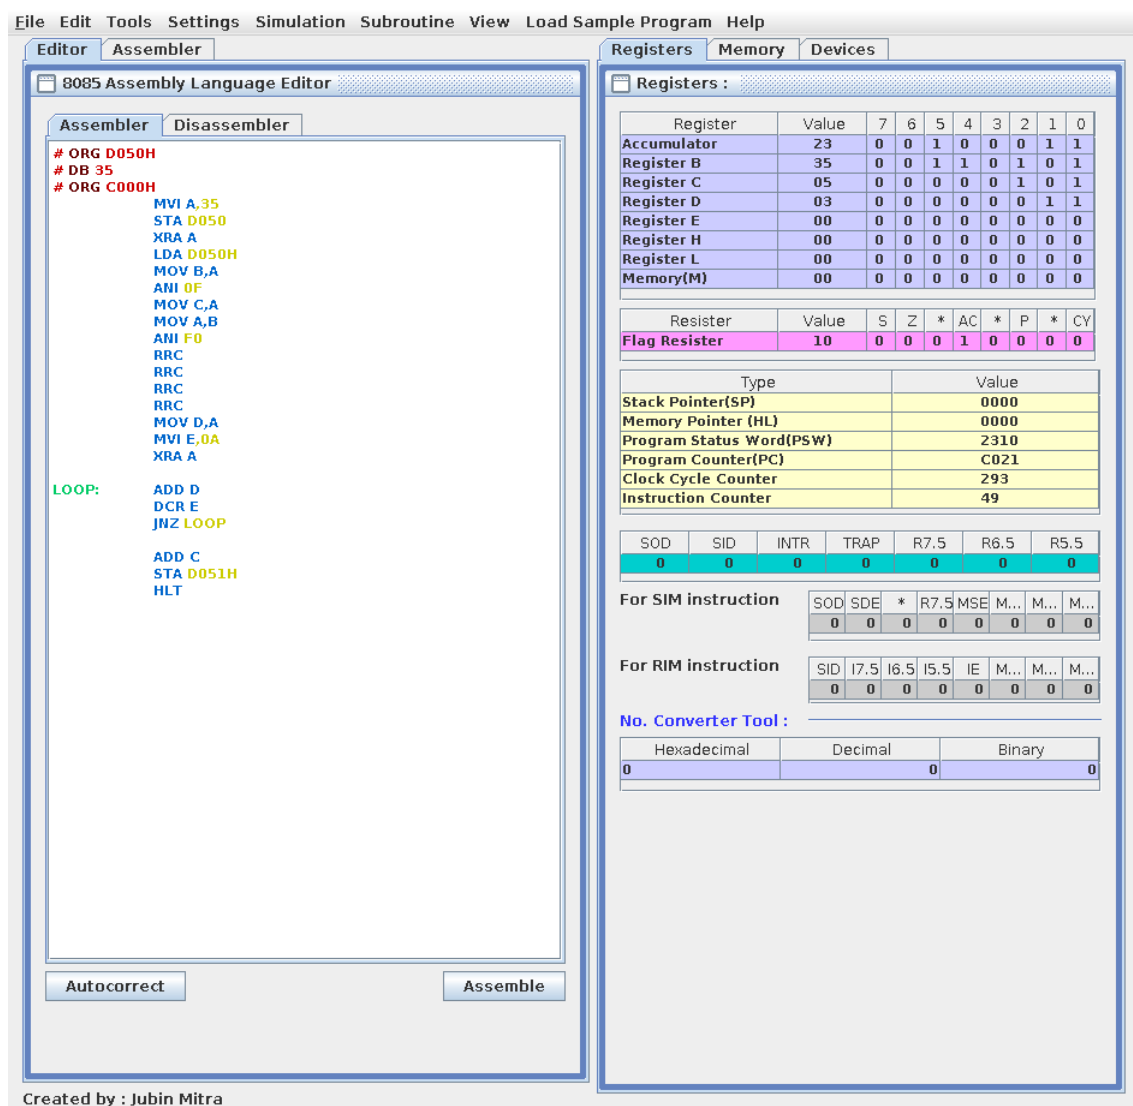 File Edit Tools Settings Simulation Subroutine View Load Sample Program Help
Editor Assembler
8085 Assembly Language Editor
Assembler Disassembler
# ORG D050H
# DB 35
# ORG C000H
MVI A,35
STA D050
XRA A
LDA D050H
MOV B,A
ANI 0F
MOV C,A
MOV A,B
ANI F0
RRC
RRC
RRC
RRC
MOV D,A
MVI E,0A
XRA A
LOOP: ADD D
DCR E
JNZ LOOP
ADD C
STA D051H
HLT
Autocorrect Assemble
Registers Memory Devices
Registers :
Register Value 7 6 5 4 3 2 1 0
Accumulator 23 0 0 1 0 0 0 1 1
Register B 35 0 0 1 1 0 1 0 1
Register C 05 0 0 0 0 0 1 0 1
Register D 03 0 0 0 0 0 0 1 1
Register E 00 0 0 0 0 0 0 0 0
Register H 00 0 0 0 0 0 0 0 0
Register L 00 0 0 0 0 0 0 0 0
Memory(M) 00 0 0 0 0 0 0 0 0
Resister Value S Z * AC * P * CY
Flag Resister 10 0 0 0 1 0 0 0 0
Type Value
Stack Pointer(SP) 0000
Memory Pointer (HL) 0000
Program Status Word(PSW) 2310
Program Counter(PC) C021
Clock Cycle Counter 293
Instruction Counter 49
SOD SID INTR TRAP R7.5 R6.5 R5.5
0 0 0 0 0 0 0
For SIM instruction
SOD SDE * R7.5 MSE M... M... M...
0 0 0 0 0 0 0 0
For RIM instruction
SID I7.5 I6.5 I5.5 IE M... M... M...
0 0 0 0 0 0 0 0
No. Converter Tool :
Hexadecimal Decimal Binary
0 0 0
Created by : Jubin Mitra